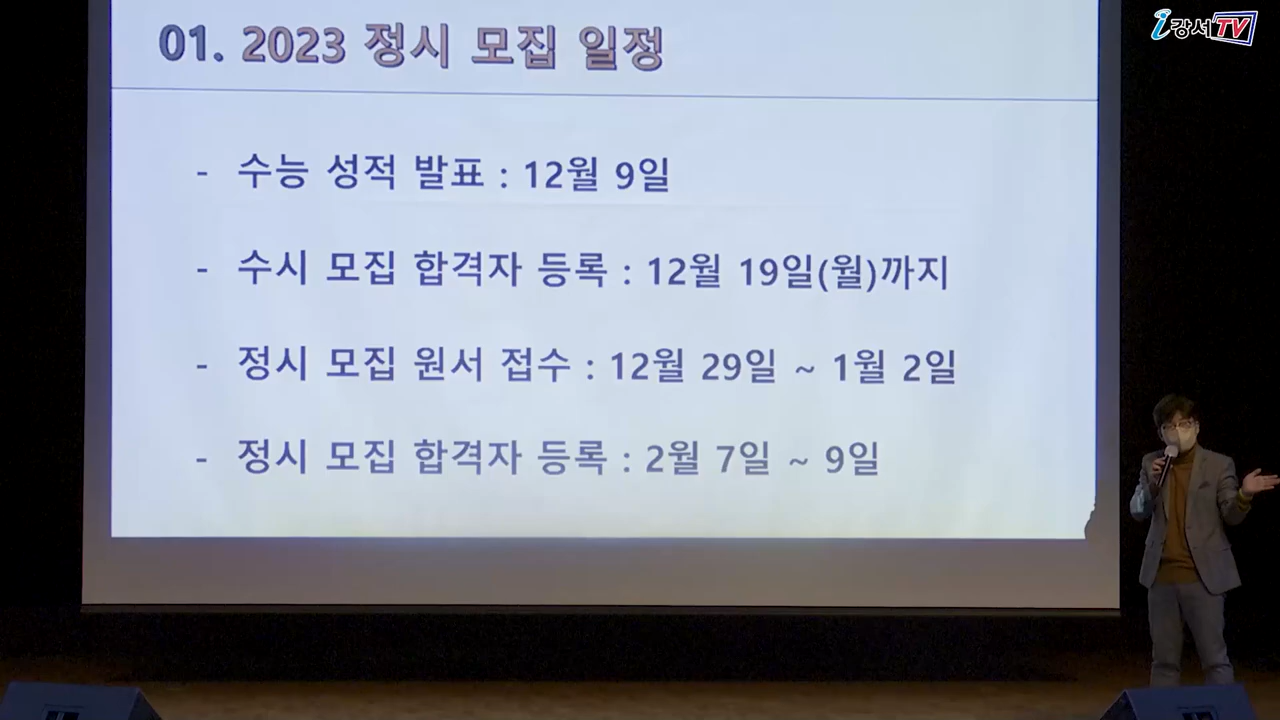 i강서TV
01. 2023 정시 모집 일정
- 수능 성적 발표 : 12월 9일
- 수시 모집 합격자 등록 : 12월 19일(월)까지
- 정시 모집 원서 접수 : 12월 29일 ~ 1월 2일
- 정시 모집 합격자 등록 : 2월 7일 ~ 9일